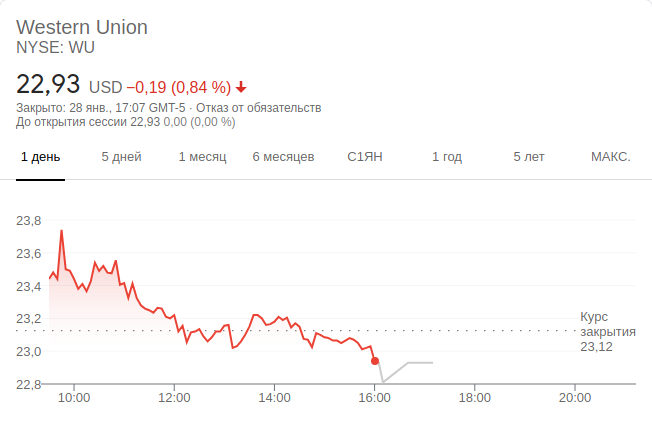 Western Union
NYSE: WU
22,93 USD −0,19 (0,84 %)
Закрыто: 28 янв., 17:07 GMT-5 · Отказ от обязательств
До открытия сессии 22,93 0,00 (0,00 %)
1 день 5 дней 1 месяц 6 месяцев С1ЯН 1 год 5 лет МАКС.
23,8
23,6
23,4
23,2
23,0
22,8
Курс
закрытия
23,12
10:00 12:00 14:00 16:00 18:00 20:00